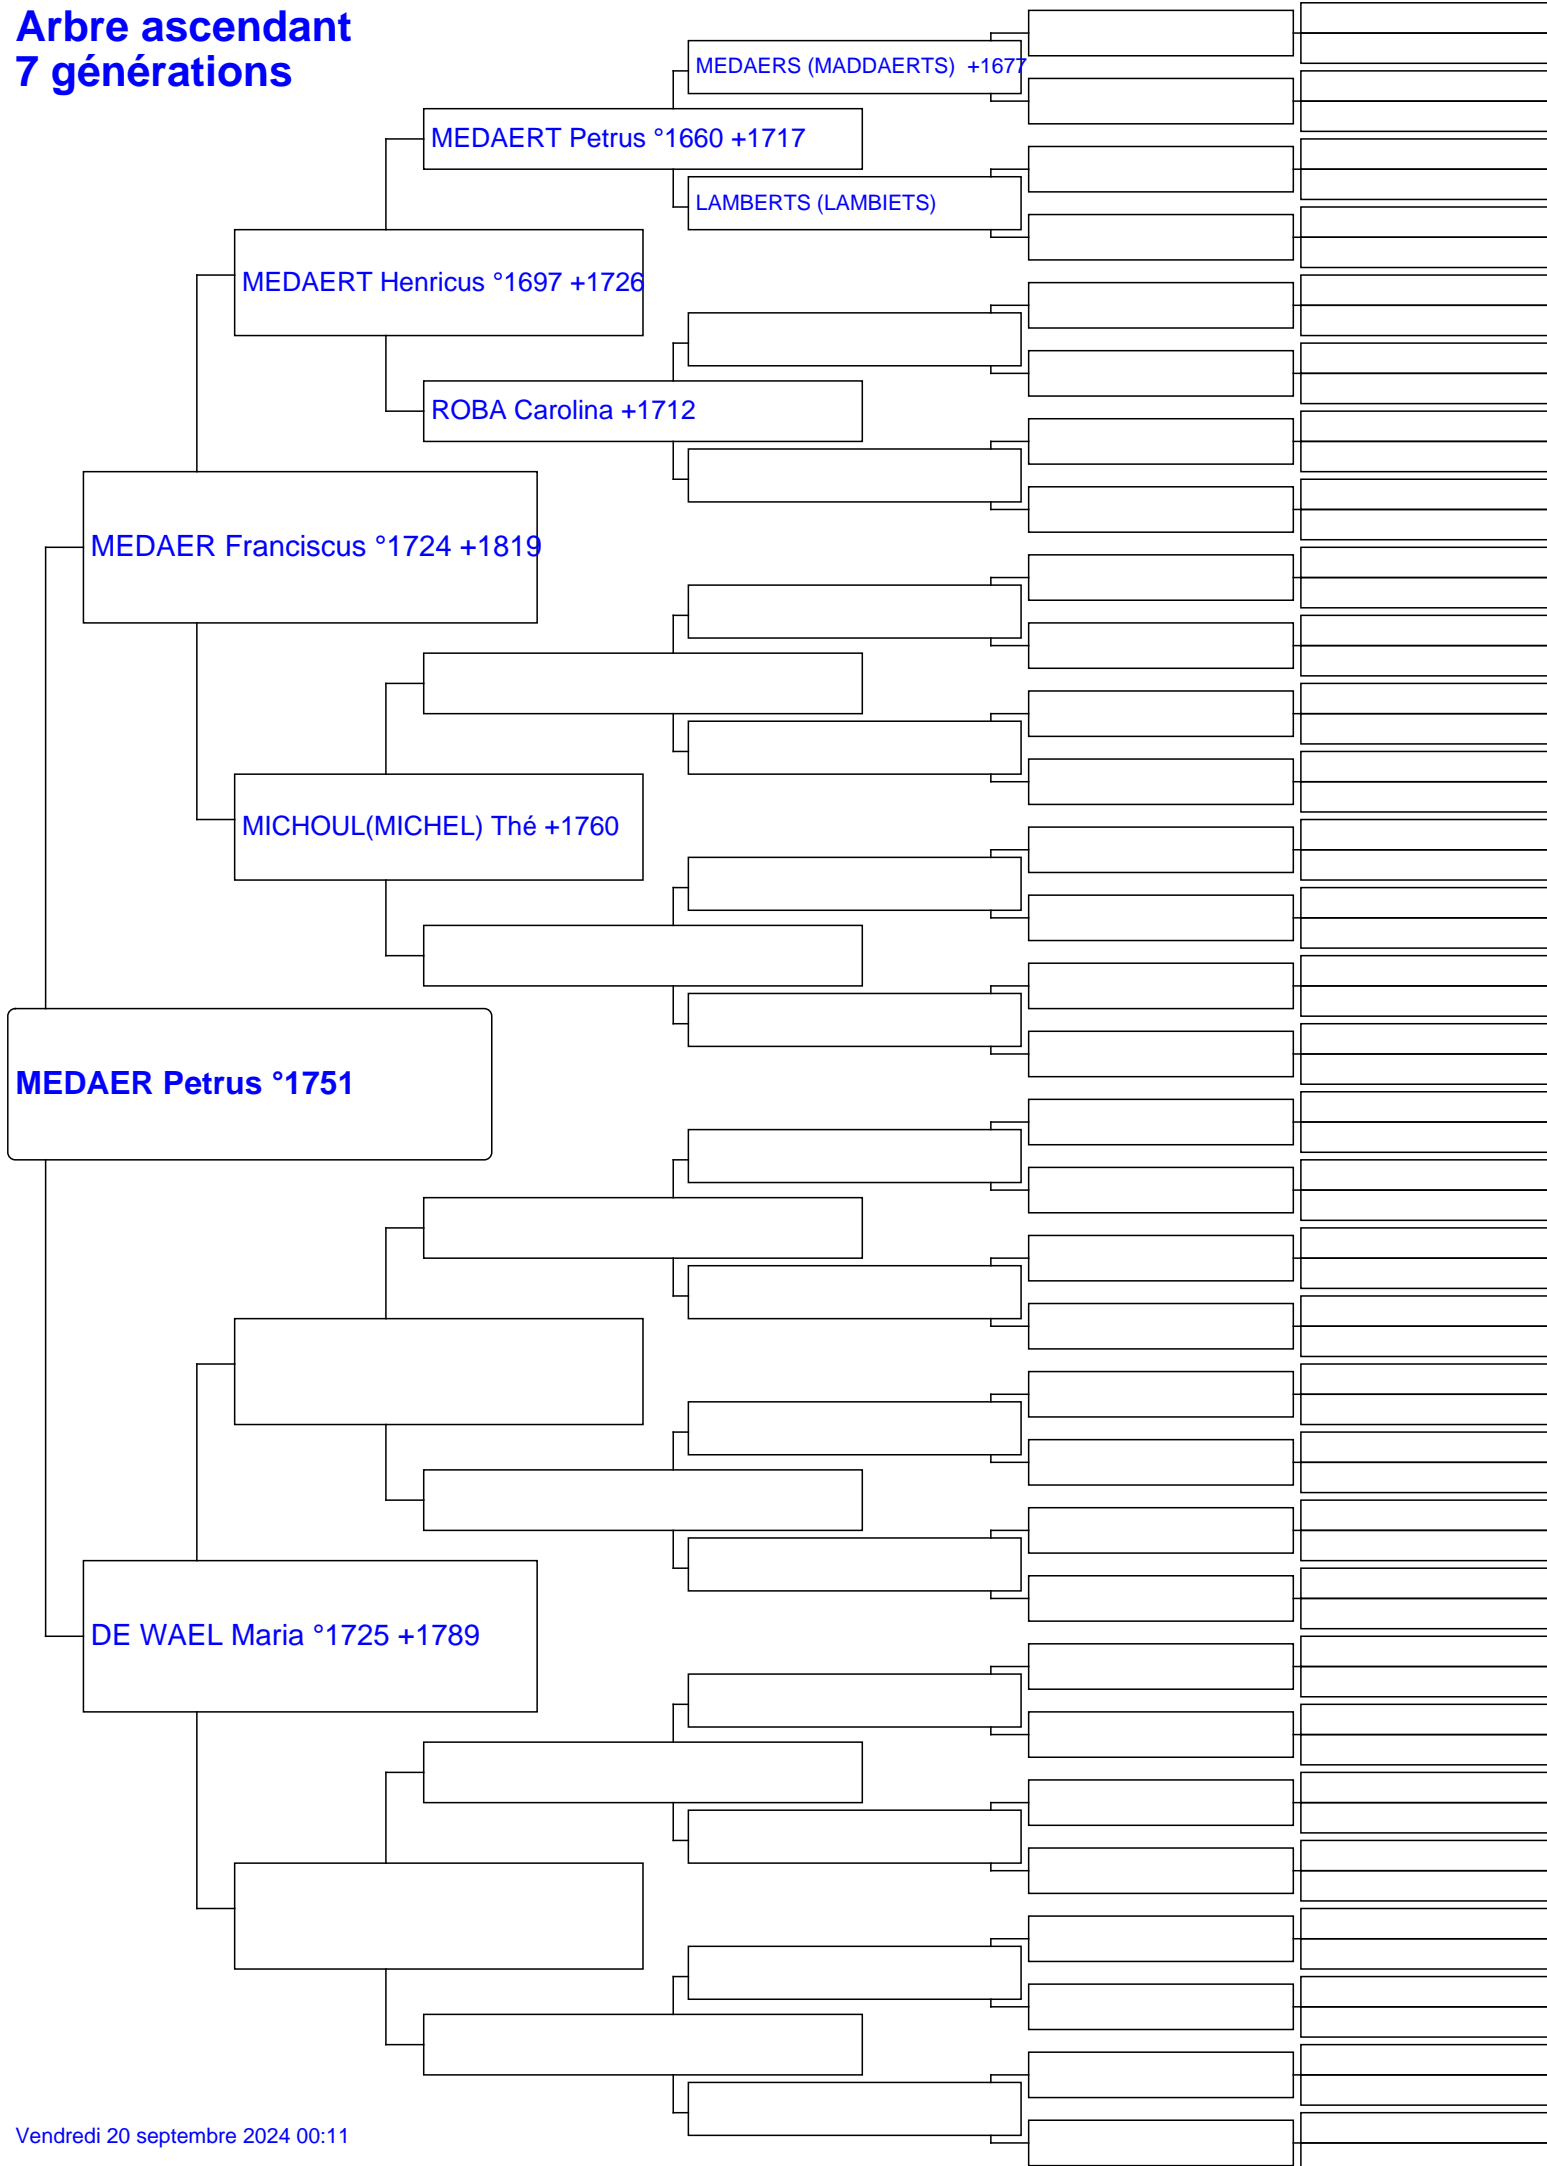 Arbre ascendant
7 générations
MEDAERS (MADDAERTS)  +1677
MEDAERT Petrus °1660 +1717
LAMBERTS (LAMBIETS)
MEDAERT Henricus °1697 +1726
ROBA Carolina +1712
MEDAER Franciscus °1724 +1819
MICHOUL(MICHEL) Thé +1760
MEDAER Petrus °1751
DE WAEL Maria °1725 +1789
Vendredi 20 septembre 2024 00:11